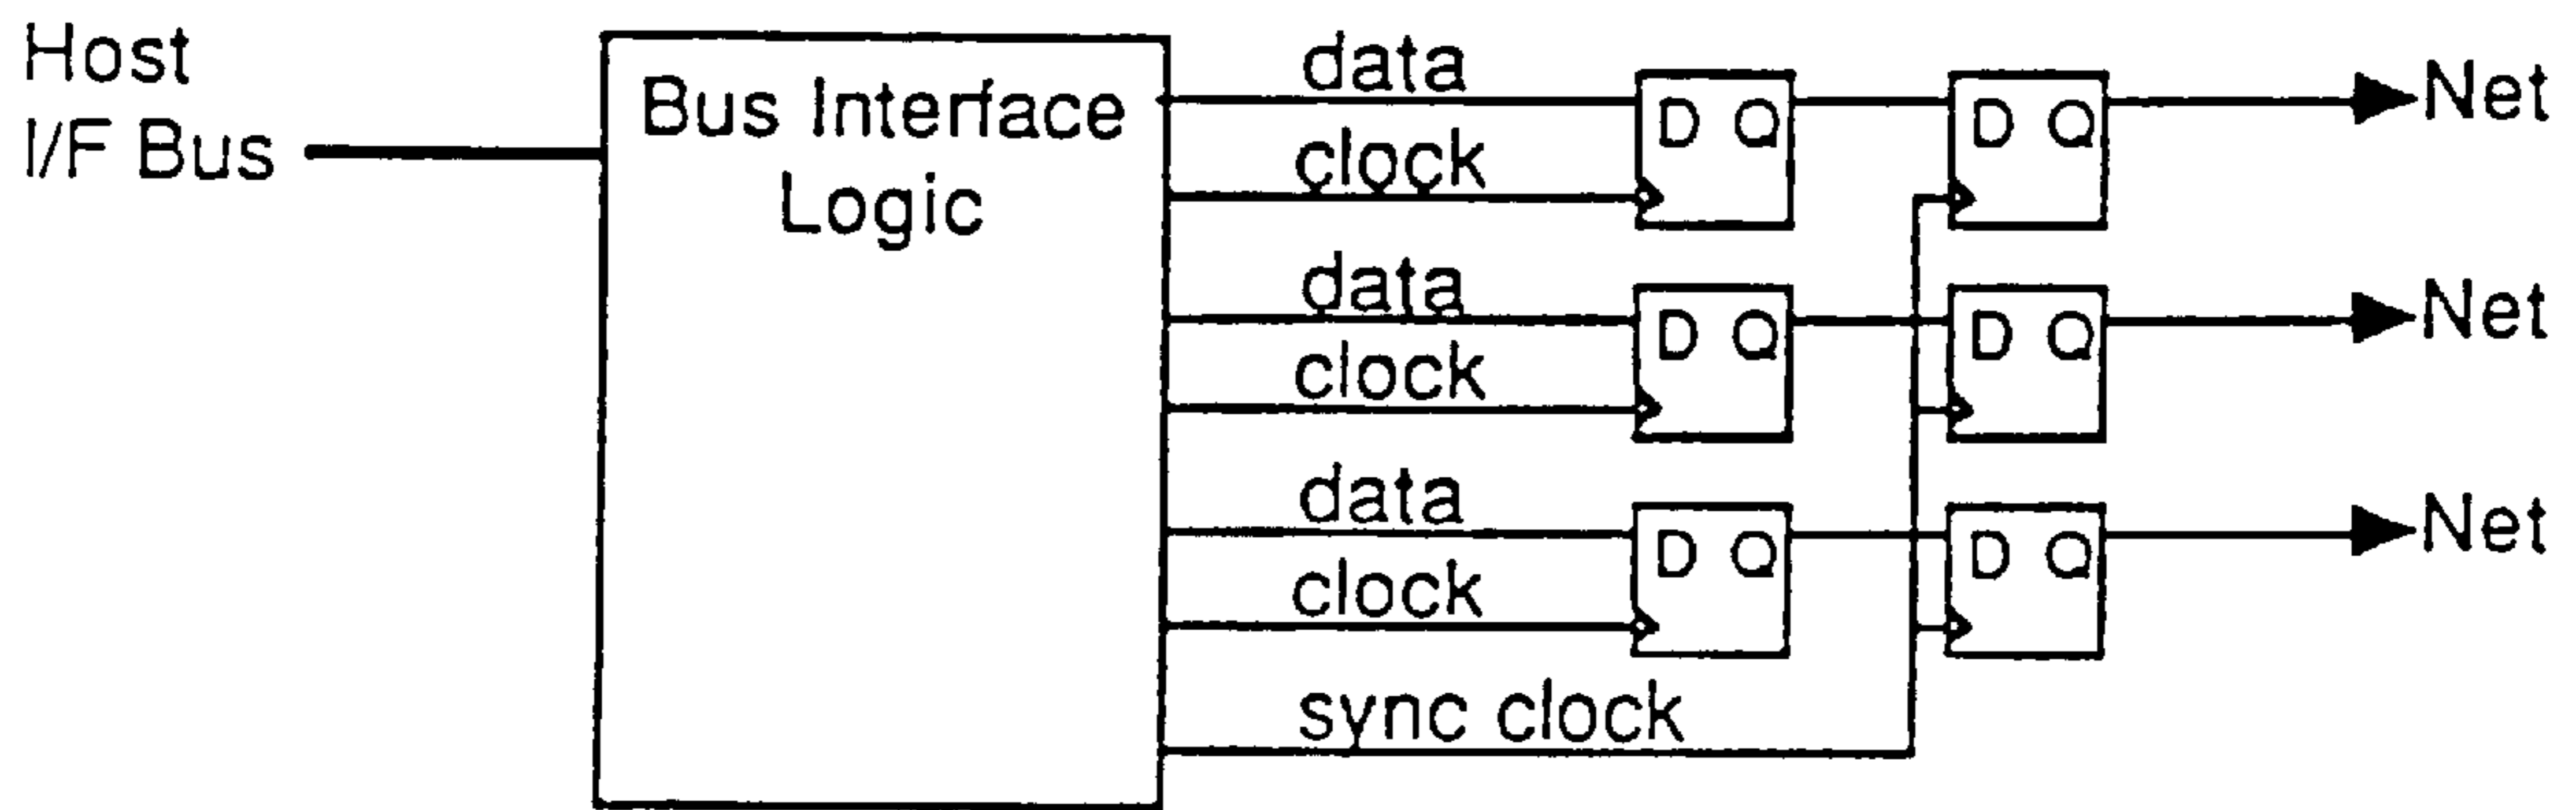 Host
I/F Bus
Bus Interface
Logic
data
clock
D Q
D Q
Net
data
clock
D Q
D Q
Net
data
clock
D Q
D Q
Net
sync clock